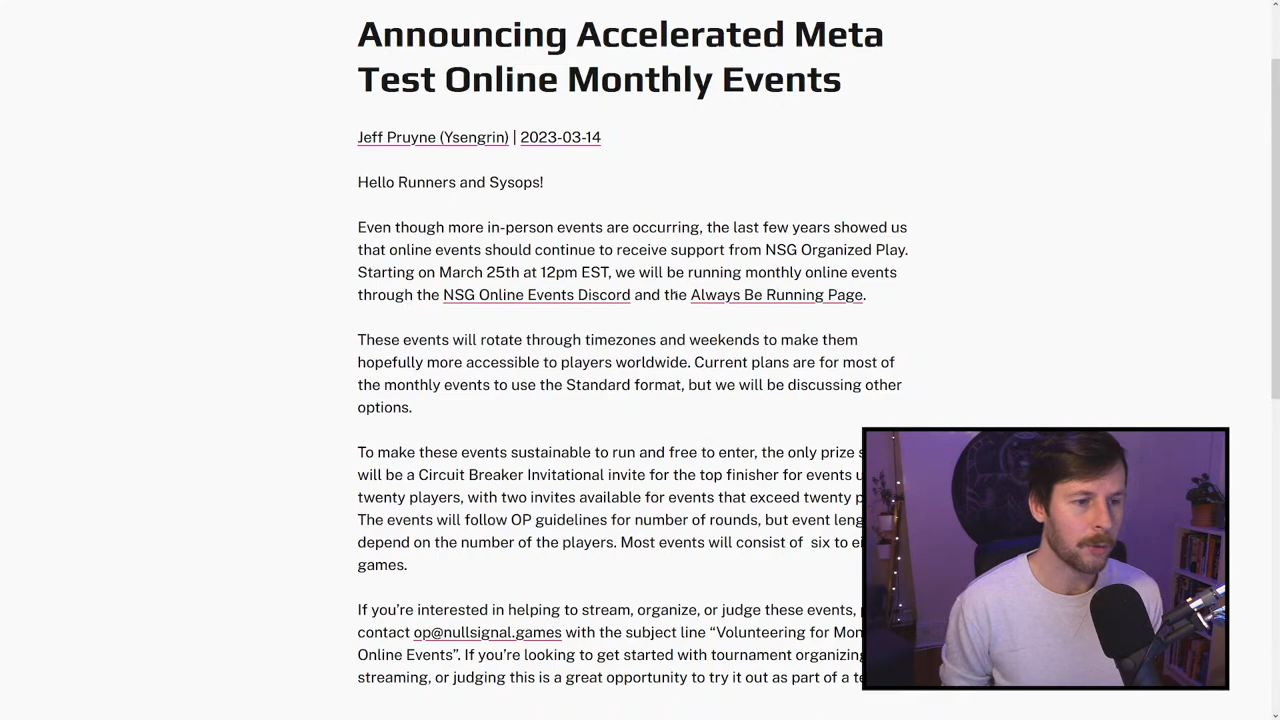 Announcing Accelerated Meta
Test Online Monthly Events
Jeff Pruyne (Ysengrin) | 2023-03-14
Hello Runners and Sysops!
Even though more in-person events are occurring, the last few years showed us
that online events should continue to receive support from NSG Organized Play.
Starting on March 25th at 12pm EST, we will be running monthly online events
through the NSG Online Events Discord and the Always Be Running Page.
These events will rotate through timezones and weekends to make them
hopefully more accessible to players worldwide. Current plans are for most of
the monthly events to use the Standard format, but we will be discussing other
options.
To make these events sustainable to run and free to enter, the only prize
will be a Circuit Breaker Invitational invite for the top finisher for events
twenty players, with two invites available for events that exceed twenty
The events will follow OP guidelines for number of rounds, but event
depend on the number of the players. Most events will consist of six to
games.
If you're interested in helping to stream, organize, or judge these events,
contact op@nullsignal.games with the subject line “Volunteering for
Online Events”. If you're looking to get started with tournament organizing
streaming, or judging this is a great opportunity to try it out as part of a